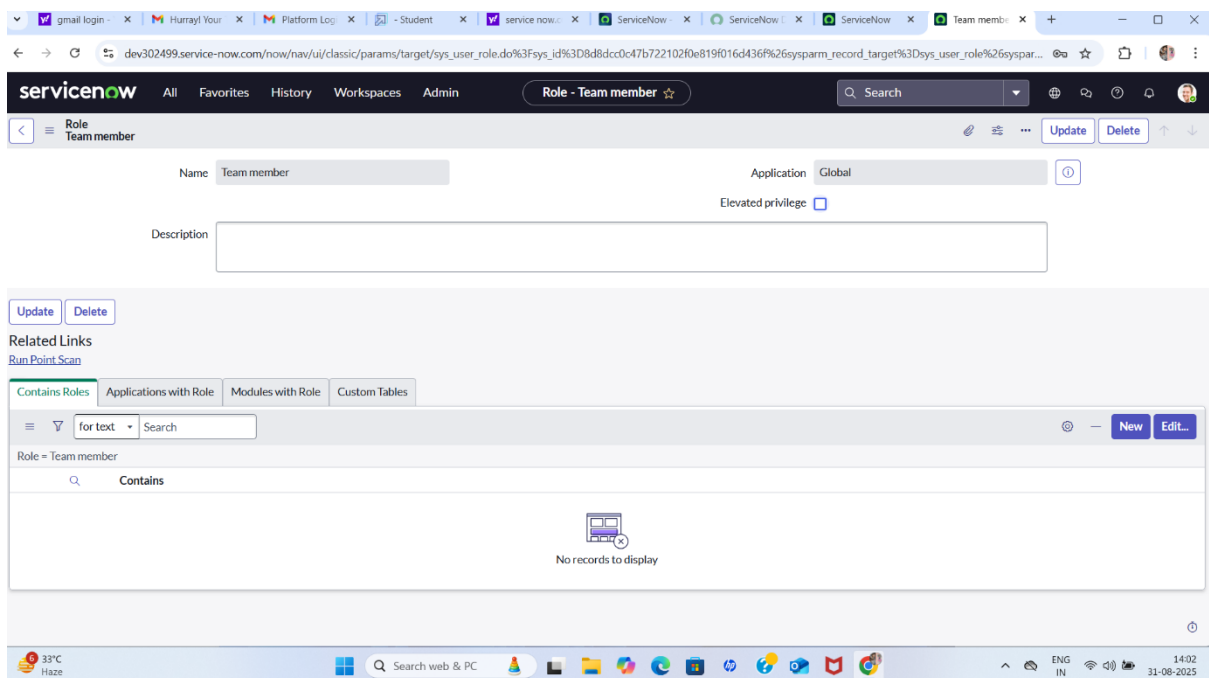 gmail login - Hurray! Your Platform Log - Student service now. ServiceNow - ServiceNow D ServiceNow Team membe
dev302499.service-now.com/now/nav/ui/classic/params/target/sys_user_role.do%3Fsys_id%3D8d8dcc0c47b722102f0e819f016d436f%26sysparm_record_target%3Dsys_user_role%26syspar...
servicenow All Favorites History Workspaces Admin Role - Team member Search
Role
Team member
Update Delete
Name Team member Application Global
Elevated privilege
Description
Update Delete
Related Links
Run Point Scan
Contains Roles Applications with Role Modules with Role Custom Tables
for text Search New Edit...
Role = Team member
Contains
No records to display
6 33°C
Haze
Search web & PC
ENG
IN
14:02
31-08-2025